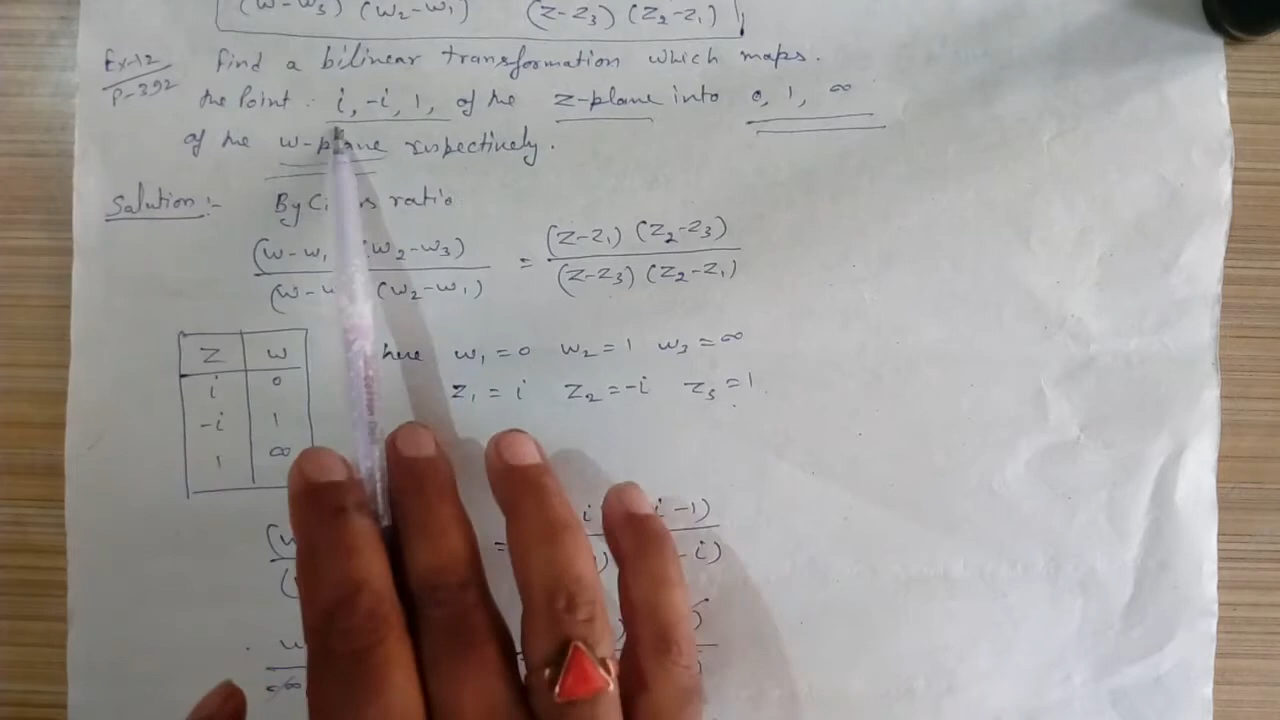 (w-w3) (w2-w1) (z-z3) (z2-z1)
Ex-12 Find a bilinear transformation which maps.
P-392 the Point i, -i, 1, of the z-plane into 0, 1, ∞
of the w-plane respectively.
Solution:- By ratio
(w-w1 w2-w3) = (z-z1) (z2-z3)
(w- (w2-w1) (z-z3) (z2-z1)
z w here w1=0 w2=1 w3=∞
i 0 z1=i z2=-i z3=1
-i 1
1 ∞
(w = i i-1)
( ) -i)
w